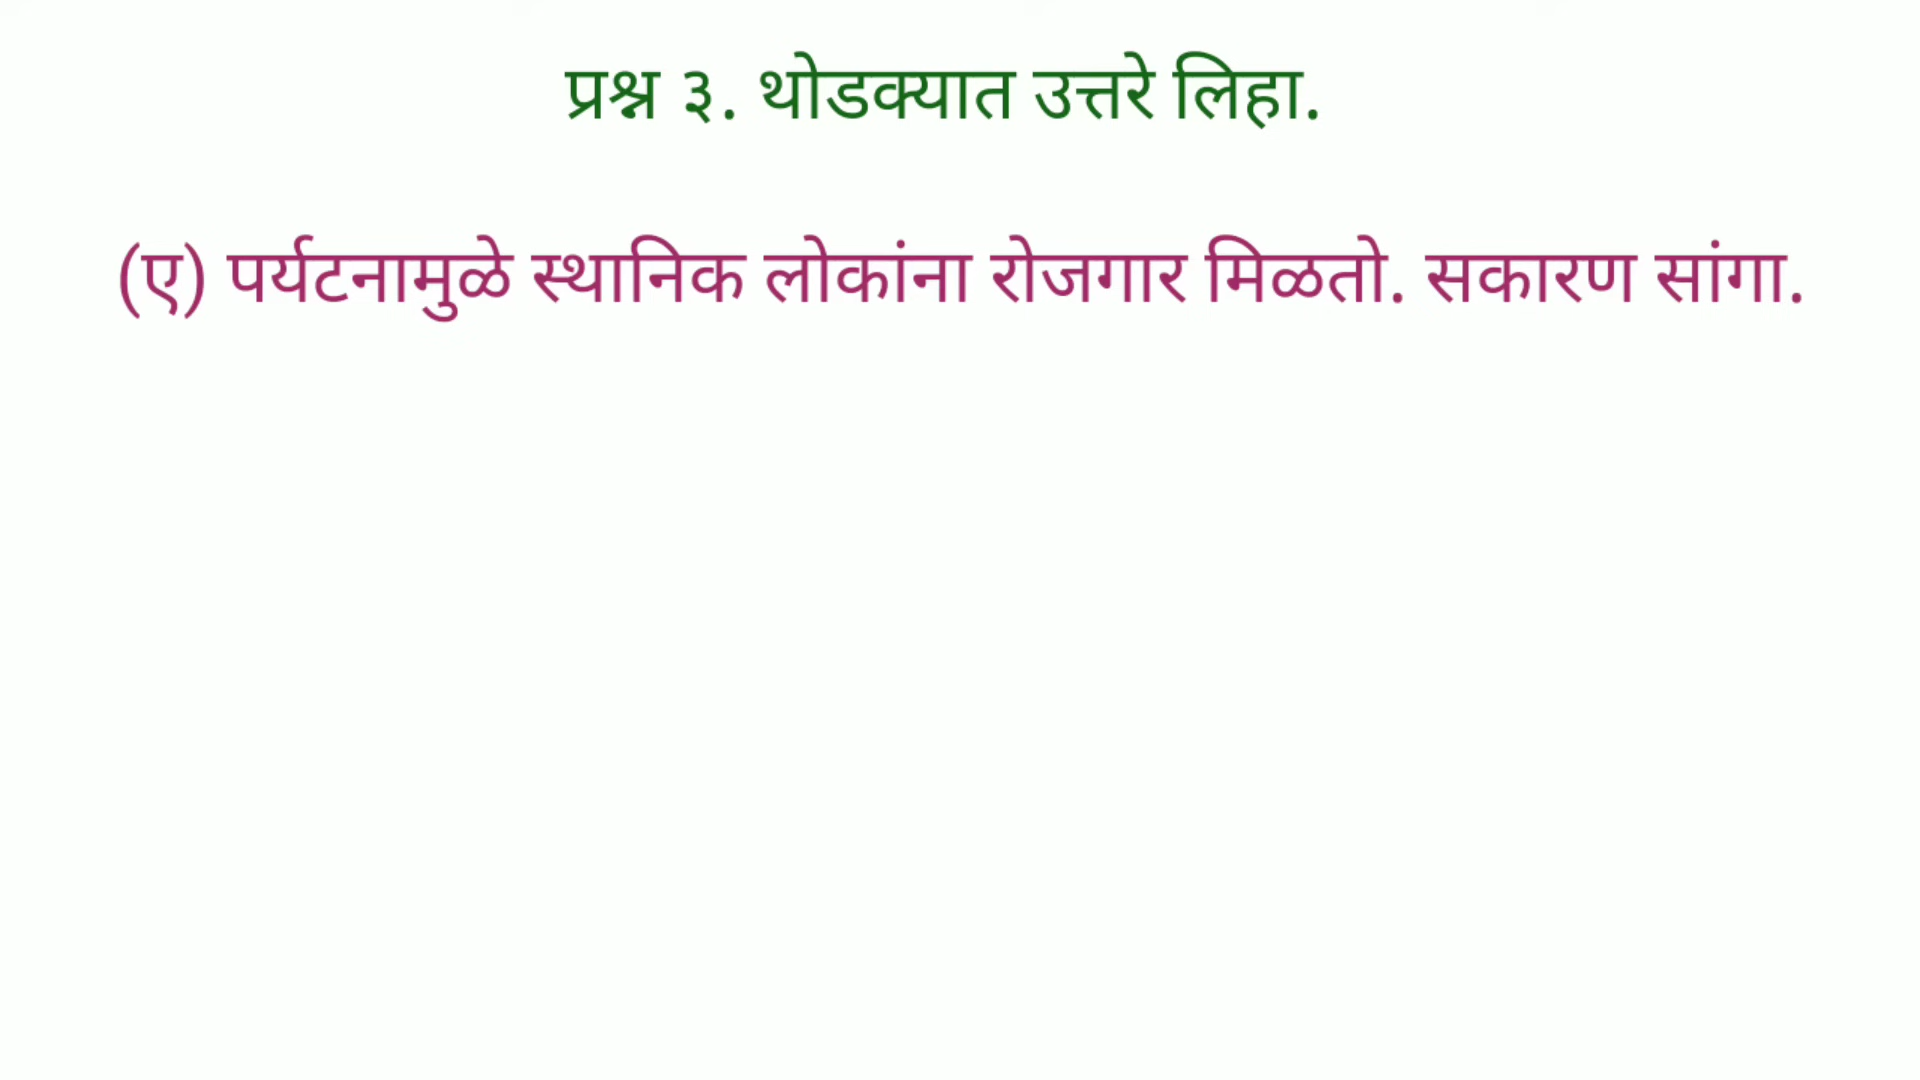 प्रश्न ३. थोडक्यात उत्तरे लिहा.
(ए) पर्यटनामुळे स्थानिक लोकांना रोजगार मिळतो. सकारण सांगा.